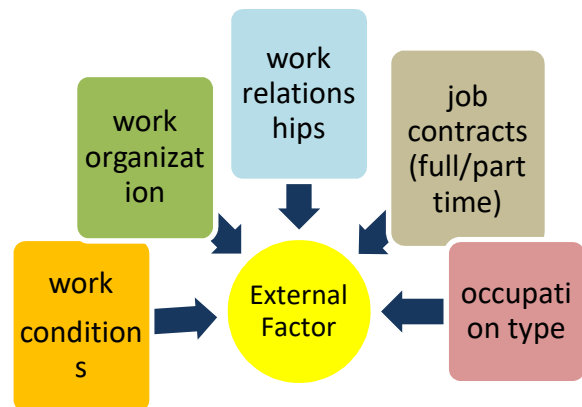 work
relations
hips
work
organizat
ion
job
contracts
(full/part
time)
work
condition
s
External
Factor
occupati
on type